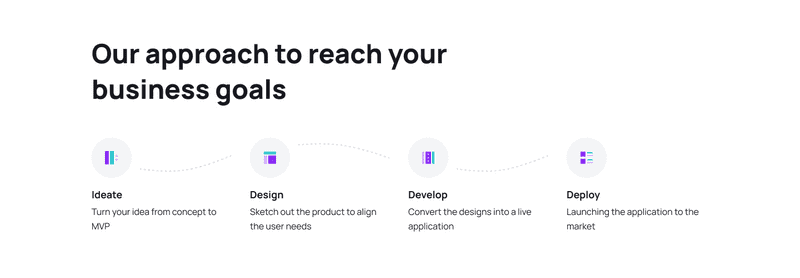 Our approach to reach your
business goals
Ideate
Turn your idea from concept to
MVP
Design
Sketch out the product to align
the user needs
Develop
Convert the designs into a live
application
Deploy
Launching the application to the
market